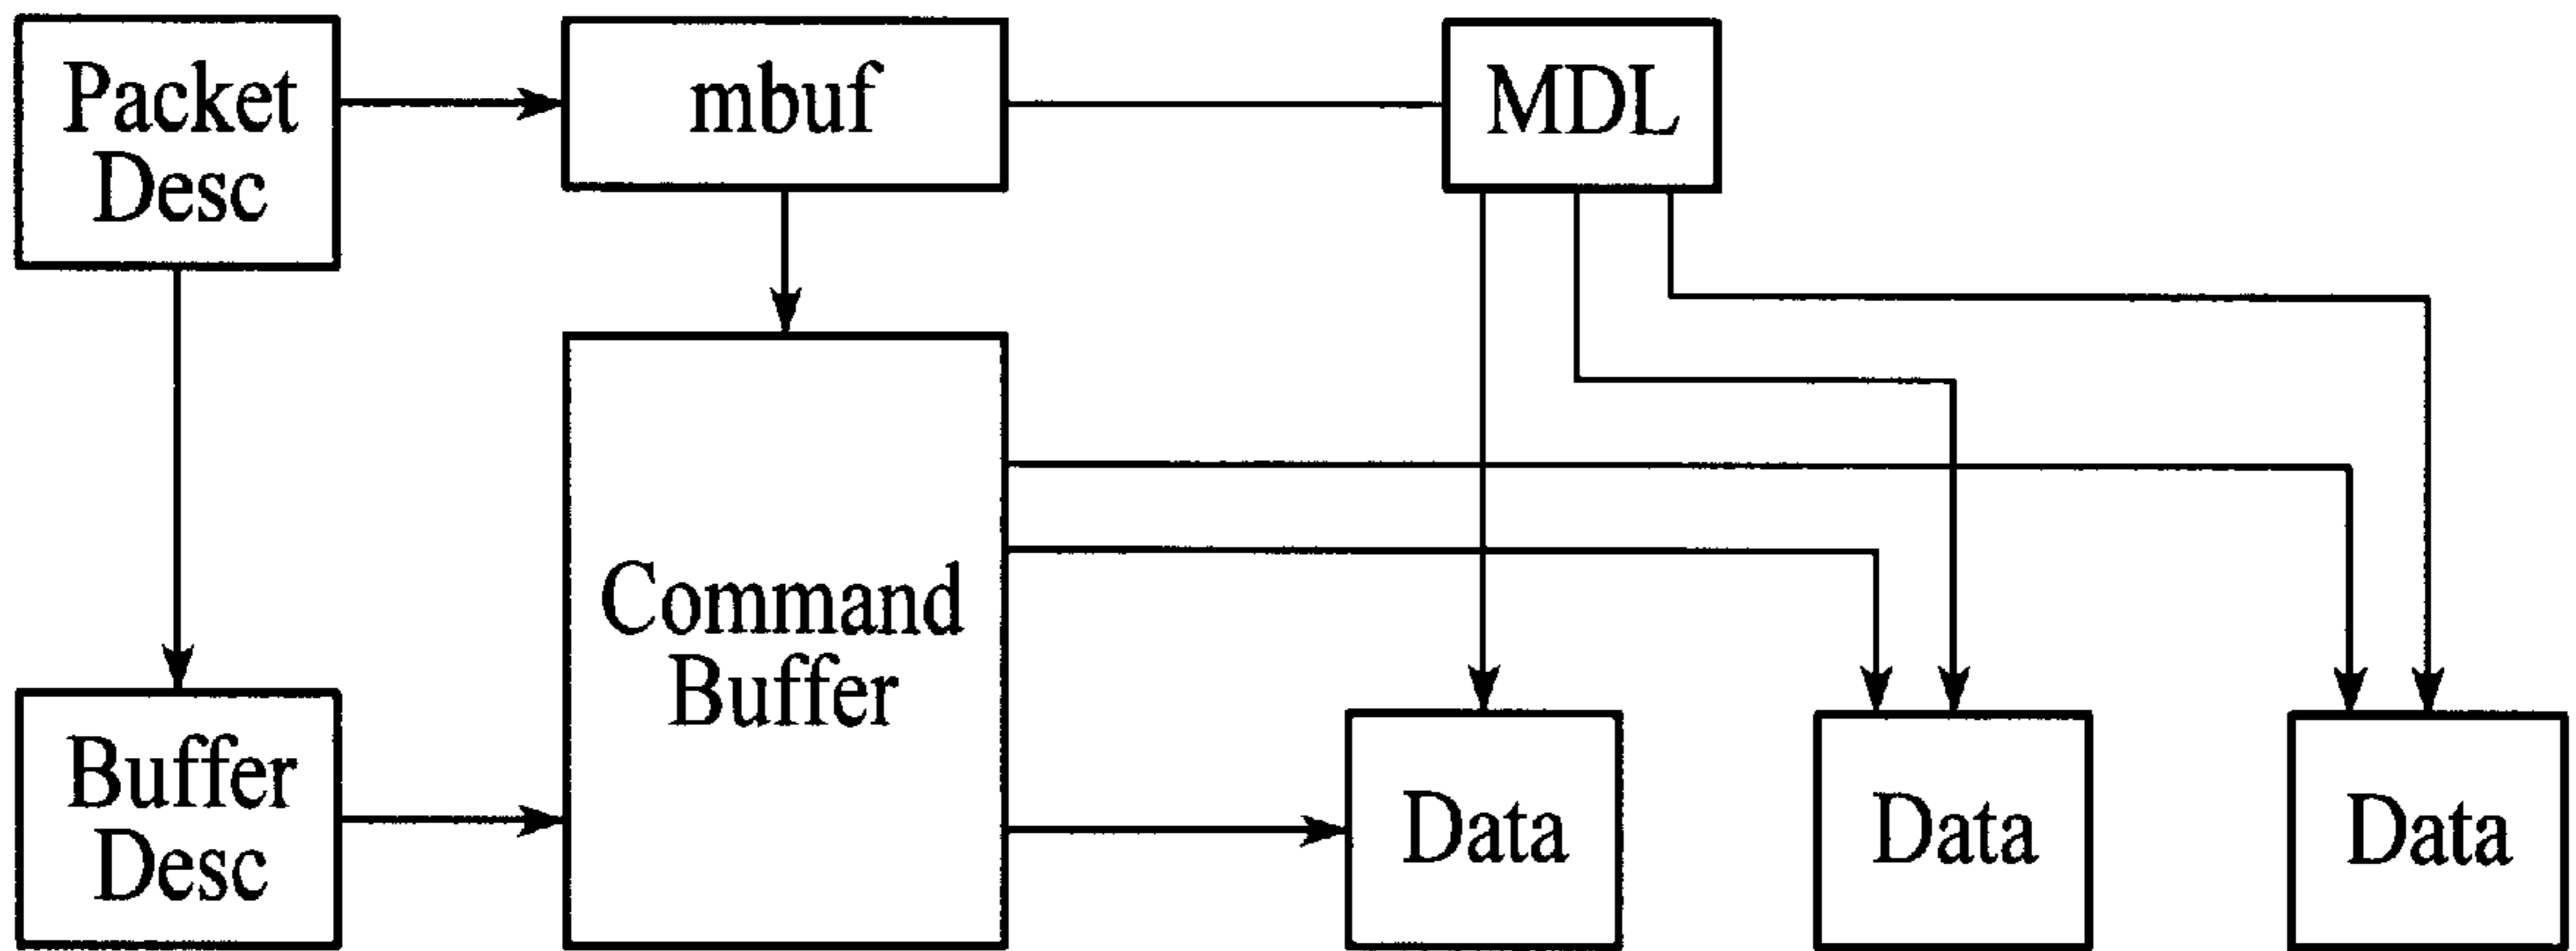 Packet
Desc
mbuf
MDL
Command
Buffer
Buffer
Desc
Data
Data
Data